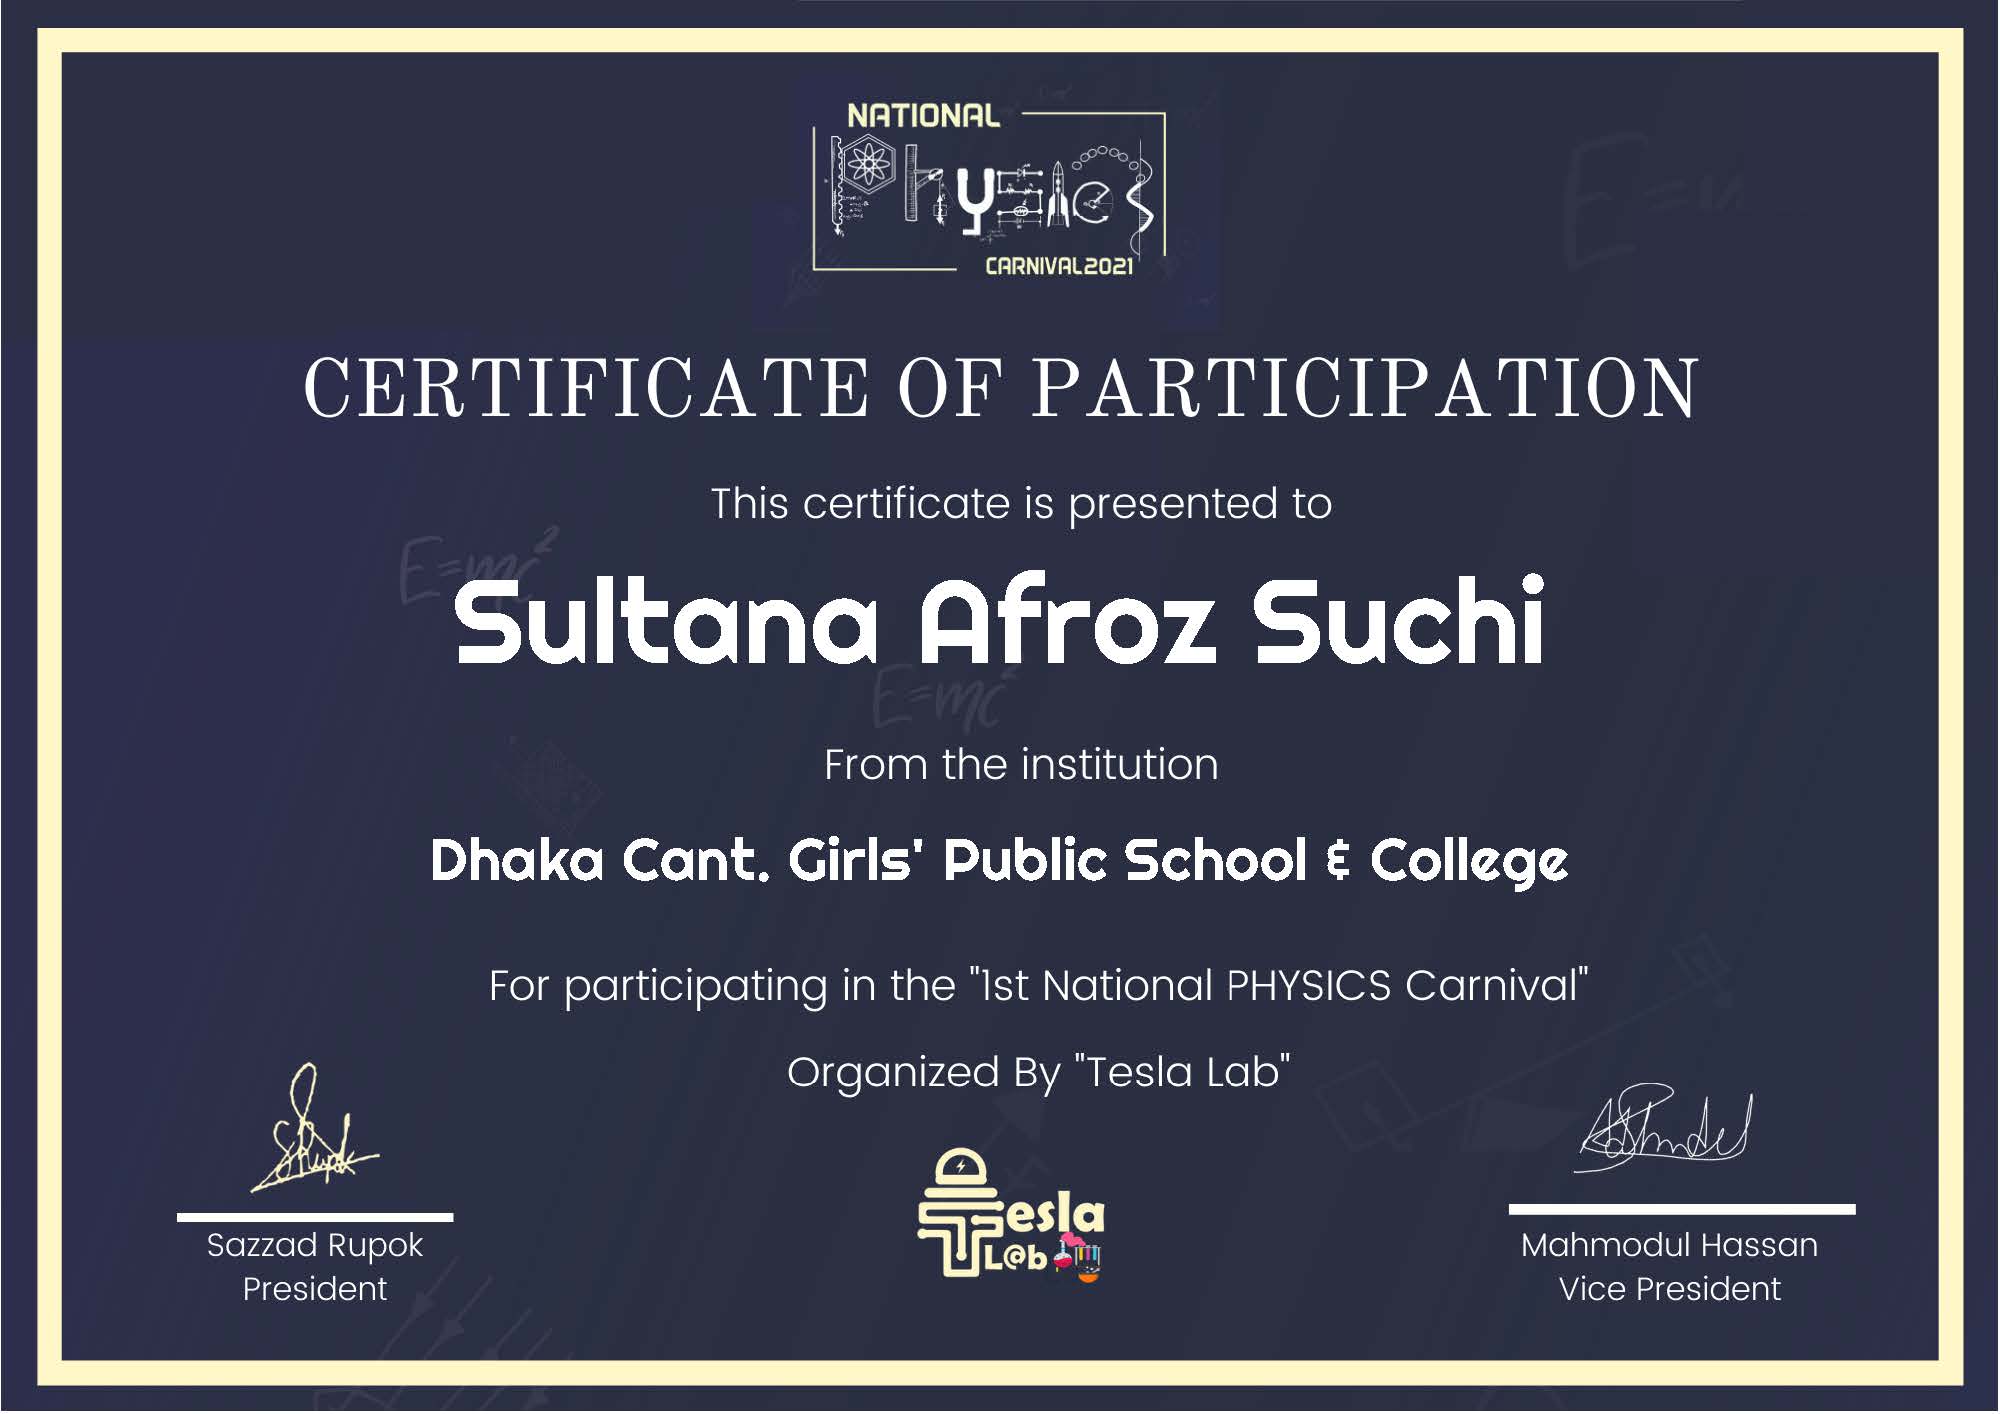 NATIONAL
Physics
CARNIVAL2021
CERTIFICATE OF PARTICIPATION
This certificate is presented to
E=mc²
Sultana Afroz Suchi
E=mc²
From the institution
Dhaka Cant. Girls' Public School & College
For participating in the "1st National PHYSICS Carnival"
Organized By "Tesla Lab"
Tesla
L@b
Sazzad Rupok
President
Mahmodul Hassan
Vice President